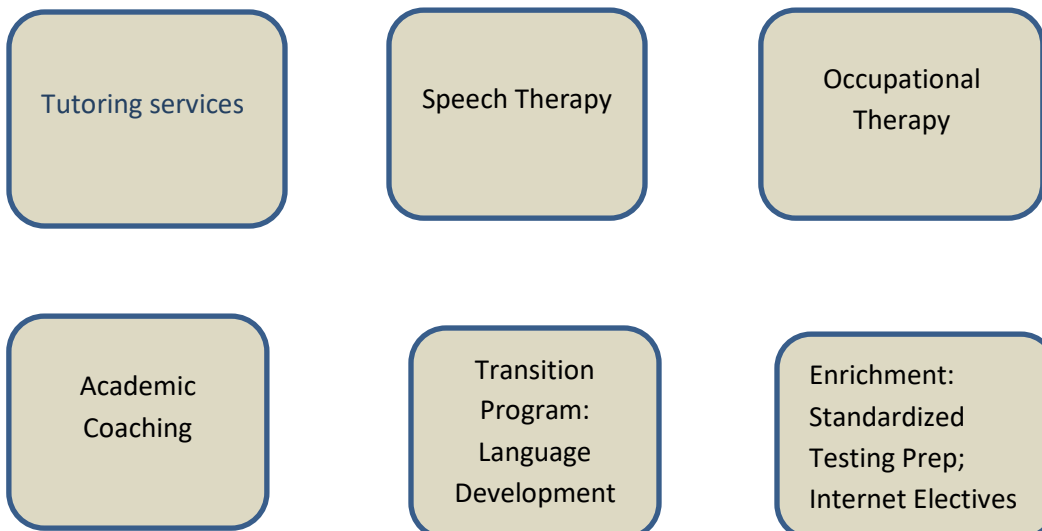 Tutoring services
Speech Therapy
Occupational
Therapy
Academic
Coaching
Transition
Program:
Language
Development
Enrichment:
Standardized
Testing Prep;
Internet Electives